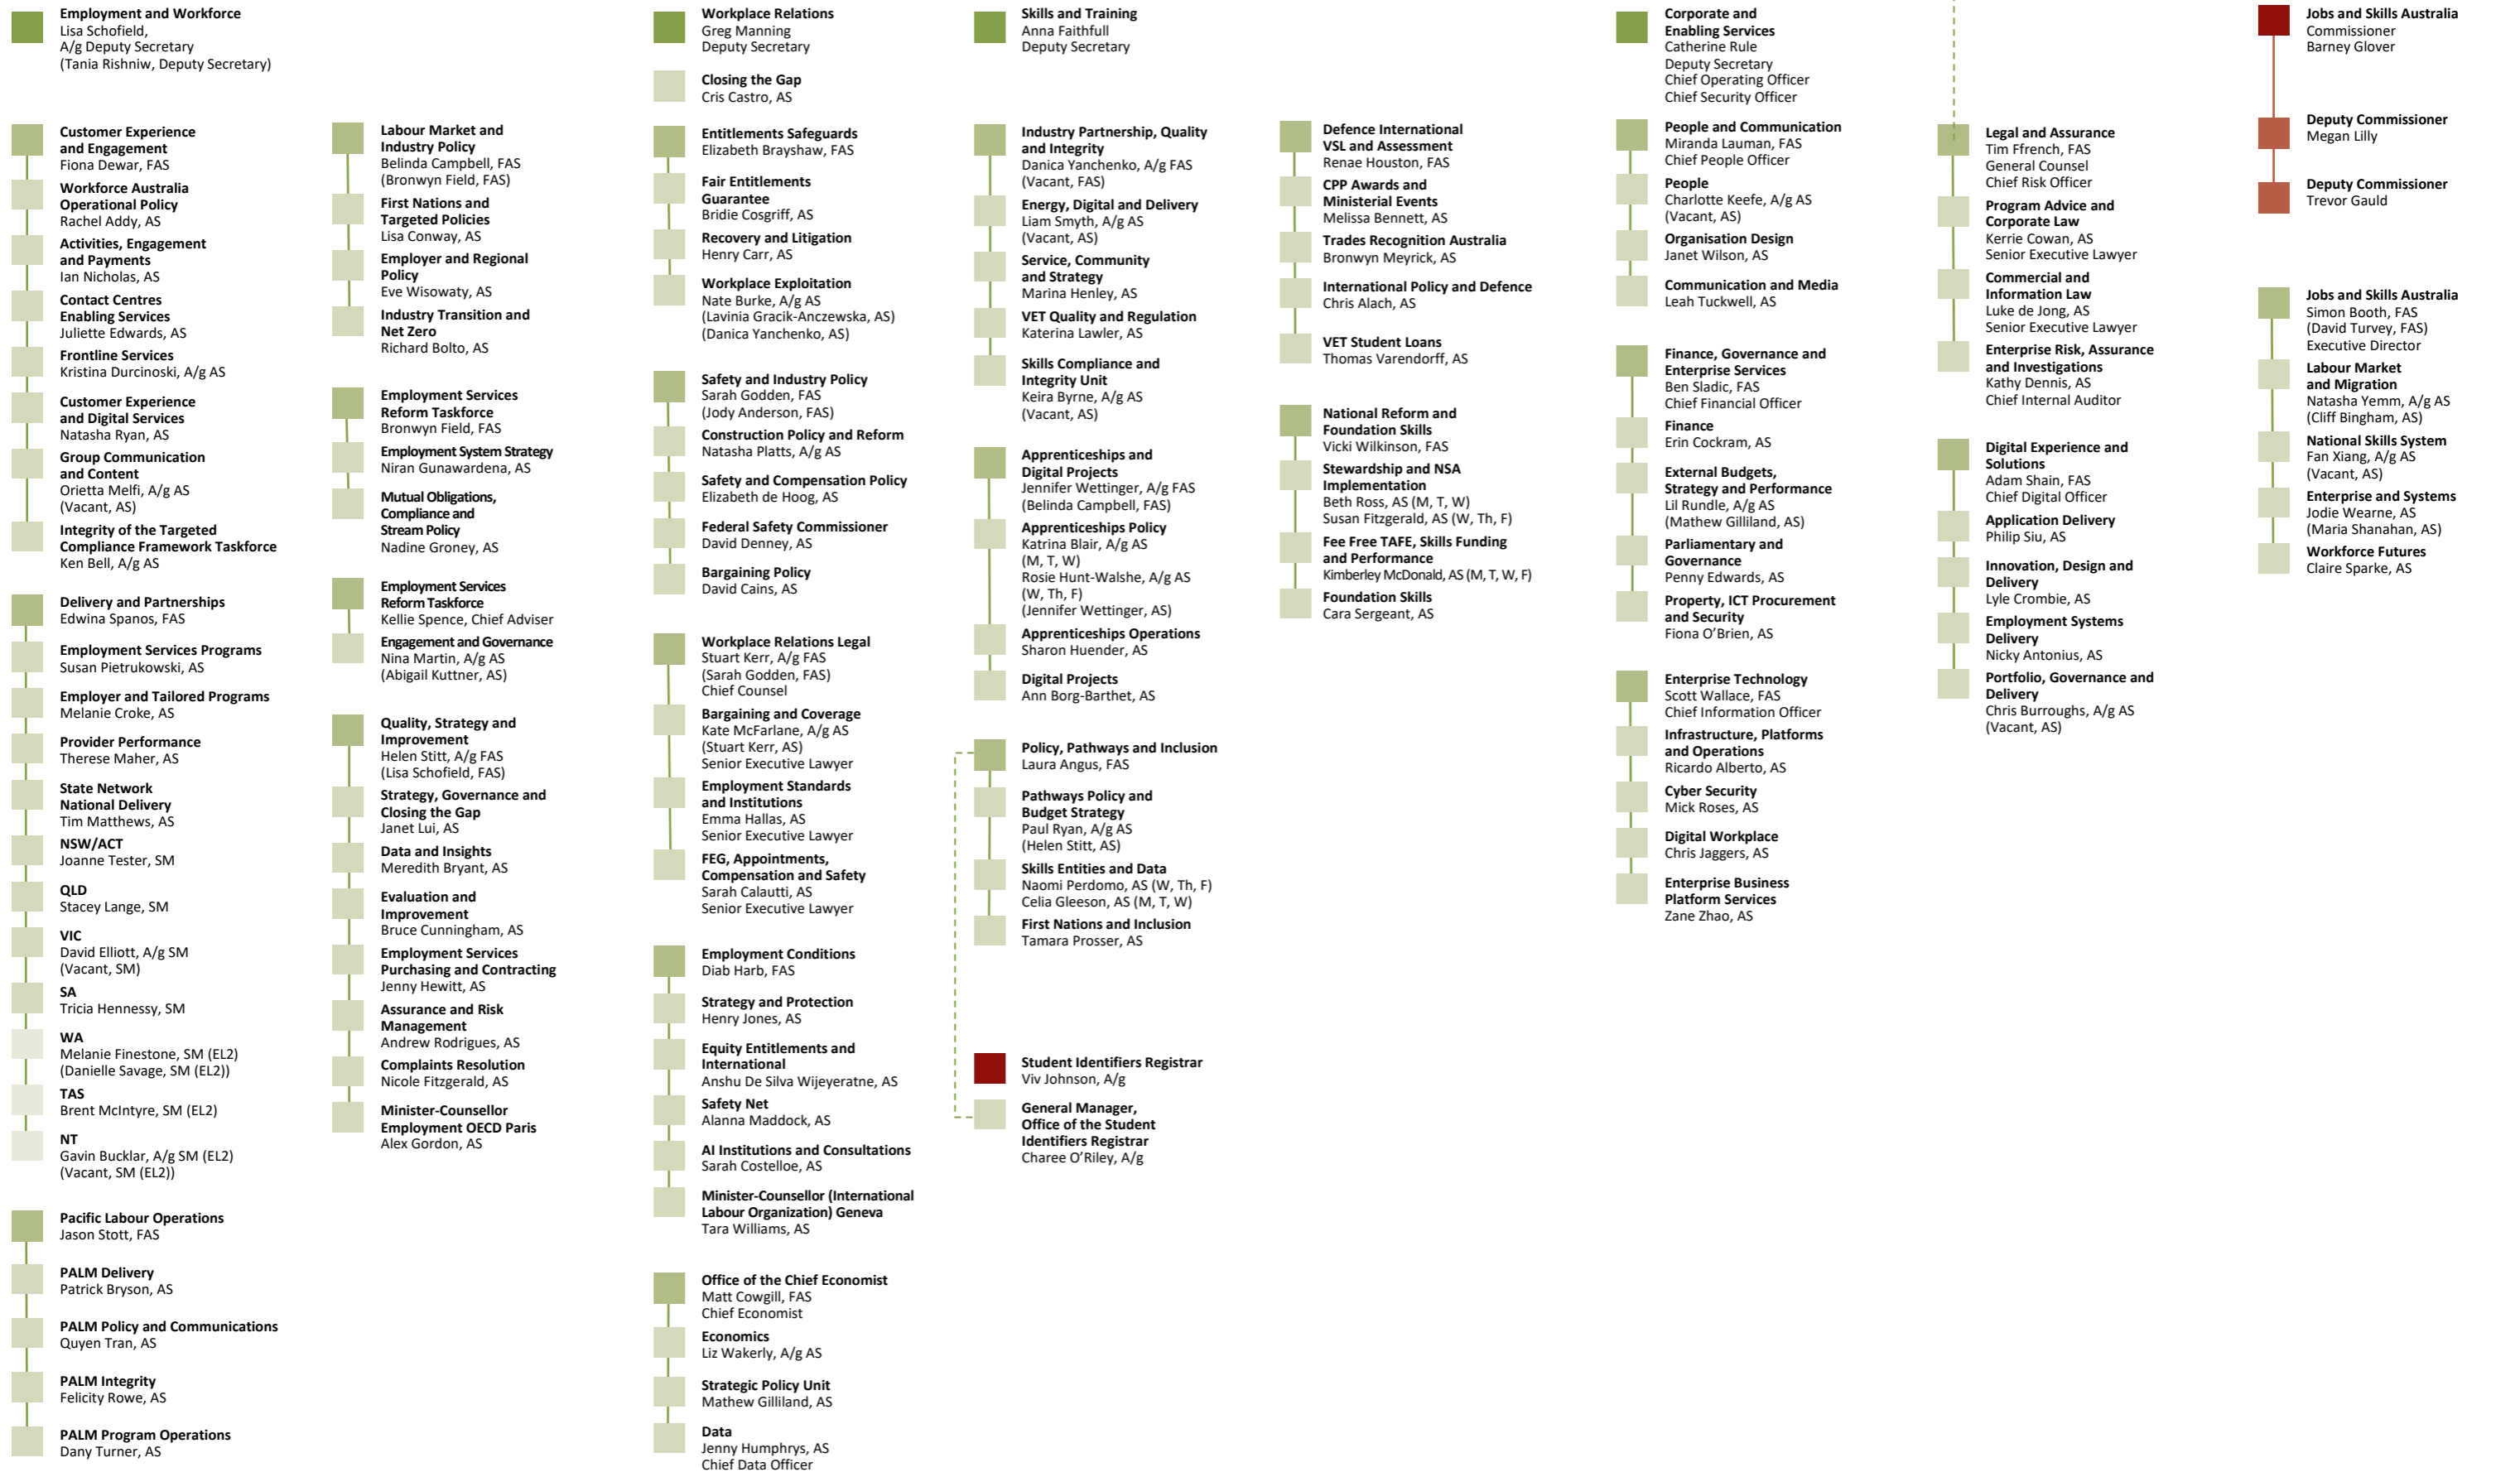 Employment and Workforce
Lisa Schofield,
A/g Deputy Secretary
(Tania Rishniw, Deputy Secretary)
Customer Experience
and Engagement
Fiona Dewar, FAS
Workforce Australia
Operational Policy
Rachel Addy, AS
Activities, Engagement
and Payments
Ian Nicholas, AS
Contact Centres
Enabling Services
Juliette Edwards, AS
Frontline Services
Kristina Durcinoski, A/g AS
Customer Experience
and Digital Services
Natasha Ryan, AS
Group Communication
and Content
Orietta Melfi, A/g AS
(Vacant, AS)
Integrity of the Targeted
Compliance Framework Taskforce
Ken Bell, A/g AS
Delivery and Partnerships
Edwina Spanos, FAS
Employment Services Programs
Susan Pietrukowski, AS
Employer and Tailored Programs
Melanie Croke, AS
Provider Performance
Therese Maher, AS
State Network
National Delivery
Tim Matthews, AS
NSW/ACT
Joanne Tester, SM
QLD
Stacey Lange, SM
VIC
David Elliott, A/g SM
(Vacant, SM)
SA
Tricia Hennessy, SM
WA
Melanie Finestone, SM (EL2)
(Danielle Savage, SM (EL2))
TAS
Brent McIntyre, SM (EL2)
NT
Gavin Bucklar, A/g SM (EL2)
(Vacant, SM (EL2))
Pacific Labour Operations
Jason Stott, FAS
PALM Delivery
Patrick Bryson, AS
PALM Policy and Communications
Quyen Tran, AS
PALM Integrity
Felicity Rowe, AS
PALM Program Operations
Dany Turner, AS
Labour Market and
Industry Policy
Belinda Campbell, FAS
(Bronwyn Field, FAS)
First Nations and
Targeted Policies
Lisa Conway, AS
Employer and Regional
Policy
Eve Wisowaty, AS
Industry Transition and
Net Zero
Richard Bolto, AS
Employment Services
Reform Taskforce
Bronwyn Field, FAS
Employment System Strategy
Niran Gunawardena, AS
Mutual Obligations,
Compliance and
Stream Policy
Nadine Groney, AS
Employment Services
Reform Taskforce
Kellie Spence, Chief Adviser
Engagement and Governance
Nina Martin, A/g AS
(Abigail Kuttner, AS)
Quality, Strategy and
Improvement
Helen Stitt, A/g FAS
(Lisa Schofield, FAS)
Strategy, Governance and
Closing the Gap
Janet Lui, AS
Data and Insights
Meredith Bryant, AS
Evaluation and
Improvement
Bruce Cunningham, AS
Employment Services
Purchasing and Contracting
Jenny Hewitt, AS
Assurance and Risk
Management
Andrew Rodrigues, AS
Complaints Resolution
Nicole Fitzgerald, AS
Minister-Counsellor
Employment OECD Paris
Alex Gordon, AS
Workplace Relations
Greg Manning
Deputy Secretary
Closing the Gap
Cris Castro, AS
Entitlements Safeguards
Elizabeth Brayshaw, FAS
Fair Entitlements
Guarantee
Bridie Cosgriff, AS
Recovery and Litigation
Henry Carr, AS
Workplace Exploitation
Nate Burke, A/g AS
(Lavinia Gracik-Anczewska, AS)
(Danica Yanchenko, AS)
Safety and Industry Policy
Sarah Godden, FAS
(Jody Anderson, FAS)
Construction Policy and Reform
Natasha Platts, A/g AS
Safety and Compensation Policy
Elizabeth de Hoog, AS
Federal Safety Commissioner
David Denney, AS
Bargaining Policy
David Cains, AS
Workplace Relations Legal
Stuart Kerr, A/g FAS
(Sarah Godden, FAS)
Chief Counsel
Bargaining and Coverage
Kate McFarlane, A/g AS
(Stuart Kerr, AS)
Senior Executive Lawyer
Employment Standards
and Institutions
Emma Hallas, AS
Senior Executive Lawyer
FEG, Appointments,
Compensation and Safety
Sarah Calautti, AS
Senior Executive Lawyer
Employment Conditions
Diab Harb, FAS
Strategy and Protection
Henry Jones, AS
Equity Entitlements and
International
Anshu De Silva Wijeyeratne, AS
Safety Net
Alanna Maddock, AS
AI Institutions and Consultations
Sarah Costelloe, AS
Minister-Counsellor (International
Labour Organization) Geneva
Tara Williams, AS
Office of the Chief Economist
Matt Cowgill, FAS
Chief Economist
Economics
Liz Wakerly, A/g AS
Strategic Policy Unit
Mathew Gilliland, AS
Data
Jenny Humphrys, AS
Chief Data Officer
Skills and Training
Anna Faithfull
Deputy Secretary
Industry Partnership, Quality
and Integrity
Danica Yanchenko, A/g FAS
(Vacant, FAS)
Energy, Digital and Delivery
Liam Smyth, A/g AS
(Vacant, AS)
Service, Community
and Strategy
Marina Henley, AS
VET Quality and Regulation
Katerina Lawler, AS
Skills Compliance and
Integrity Unit
Keira Byrne, A/g AS
(Vacant, AS)
Apprenticeships and
Digital Projects
Jennifer Wettinger, A/g FAS
(Belinda Campbell, FAS)
Apprenticeships Policy
Katrina Blair, A/g AS
(M, T, W)
Rosie Hunt-Walshe, A/g AS
(W, Th, F)
(Jennifer Wettinger, AS)
Apprenticeships Operations
Sharon Huender, AS
Digital Projects
Ann Borg-Barthet, AS
Policy, Pathways and Inclusion
Laura Angus, FAS
Pathways Policy and
Budget Strategy
Paul Ryan, A/g AS
(Helen Stitt, AS)
Skills Entities and Data
Naomi Perdomo, AS (W, Th, F)
Celia Gleeson, AS (M, T, W)
First Nations and Inclusion
Tamara Prosser, AS
Student Identifiers Registrar
Viv Johnson, A/g
General Manager,
Office of the Student
Identifiers Registrar
Charee O'Riley, A/g
Defence International
VSL and Assessment
Renae Houston, FAS
CPP Awards and
Ministerial Events
Melissa Bennett, AS
Trades Recognition Australia
Bronwyn Meyrick, AS
International Policy and Defence
Chris Alach, AS
VET Student Loans
Thomas Varendorff, AS
National Reform and
Foundation Skills
Vicki Wilkinson, FAS
Stewardship and NSA
Implementation
Beth Ross, AS (M, T, W)
Susan Fitzgerald, AS (W, Th, F)
Fee Free TAFE, Skills Funding
and Performance
Kimberley McDonald, AS (M, T, W, F)
Foundation Skills
Cara Sergeant, AS
Corporate and
Enabling Services
Catherine Rule
Deputy Secretary
Chief Operating Officer
Chief Security Officer
People and Communication
Miranda Lauman, FAS
Chief People Officer
People
Charlotte Keefe, A/g AS
(Vacant, AS)
Organisation Design
Janet Wilson, AS
Communication and Media
Leah Tuckwell, AS
Finance, Governance and
Enterprise Services
Ben Sladic, FAS
Chief Financial Officer
Finance
Erin Cockram, AS
External Budgets,
Strategy and Performance
Lil Rundle, A/g AS
(Mathew Gilliland, AS)
Parliamentary and
Governance
Penny Edwards, AS
Property, ICT Procurement
and Security
Fiona O'Brien, AS
Enterprise Technology
Scott Wallace, FAS
Chief Information Officer
Infrastructure, Platforms
and Operations
Ricardo Alberto, AS
Cyber Security
Mick Roses, AS
Digital Workplace
Chris Jaggers, AS
Enterprise Business
Platform Services
Zane Zhao, AS
Legal and Assurance
Tim Ffrench, FAS
General Counsel
Chief Risk Officer
Program Advice and
Corporate Law
Kerrie Cowan, AS
Senior Executive Lawyer
Commercial and
Information Law
Luke de Jong, AS
Senior Executive Lawyer
Enterprise Risk, Assurance
and Investigations
Kathy Dennis, AS
Chief Internal Auditor
Digital Experience and
Solutions
Adam Shain, FAS
Chief Digital Officer
Application Delivery
Philip Siu, AS
Innovation, Design and
Delivery
Lyle Crombie, AS
Employment Systems
Delivery
Nicky Antonius, AS
Portfolio, Governance and
Delivery
Chris Burroughs, A/g AS
(Vacant, AS)
Jobs and Skills Australia
Commissioner
Barney Glover
Deputy Commissioner
Megan Lilly
Deputy Commissioner
Trevor Gauld
Jobs and Skills Australia
Simon Booth, FAS
(David Turvey, FAS)
Executive Director
Labour Market
and Migration
Natasha Yemm, A/g AS
(Cliff Bingham, AS)
National Skills System
Fan Xiang, A/g AS
(Vacant, AS)
Enterprise and Systems
Jodie Wearne, AS
(Maria Shanahan, AS)
Workforce Futures
Claire Sparke, AS